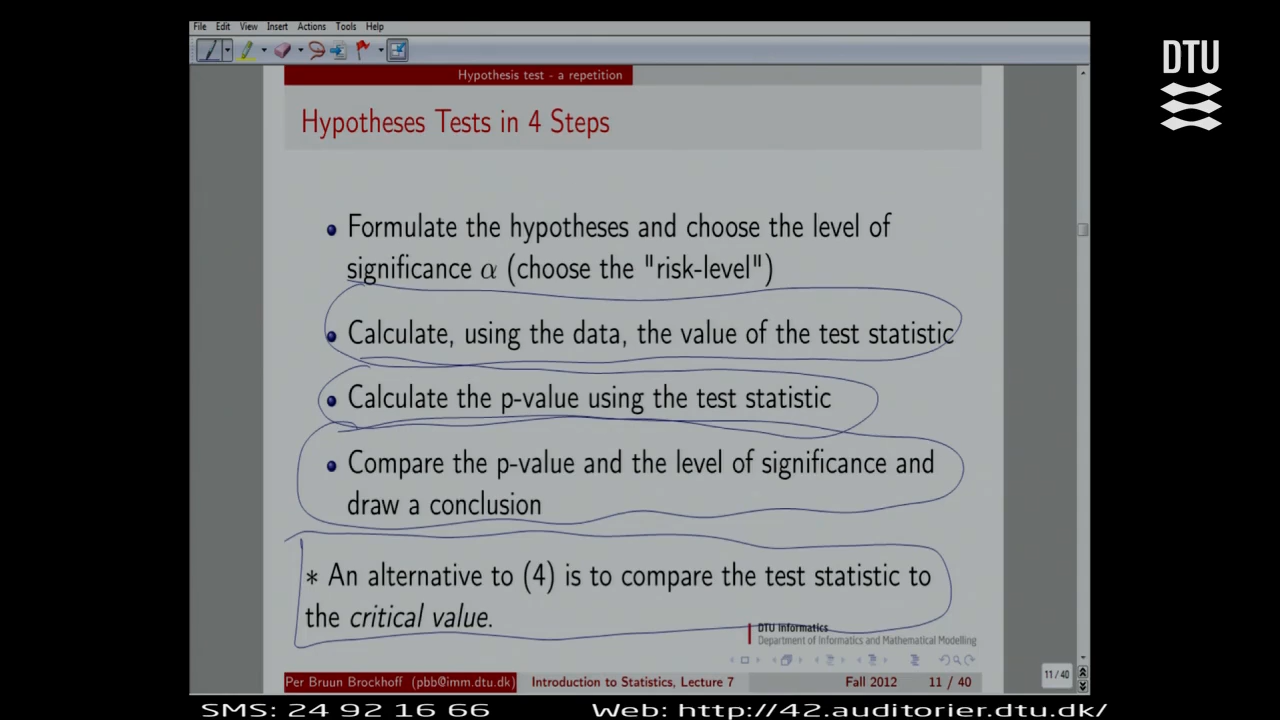 File Edit View Insert Actions Tools Help
DTU
Hypothesis test - a repetition
Hypotheses Tests in 4 Steps
Formulate the hypotheses and choose the level of
significance α (choose the "risk-level")
Calculate, using the data, the value of the test statistic
Calculate the p-value using the test statistic
Compare the p-value and the level of significance and
draw a conclusion
* An alternative to (4) is to compare the test statistic to
the critical value.
DTU Informatics
Department of Informatics and Mathematical Modelling
11 / 40
Per Bruun Brockhoff (pbb@imm.dtu.dk) Introduction to Statistics, Lecture 7 Fall 2012 11 / 40
SMS: 24 92 16 66 Web: http://42.auditorier.dtu.dk/